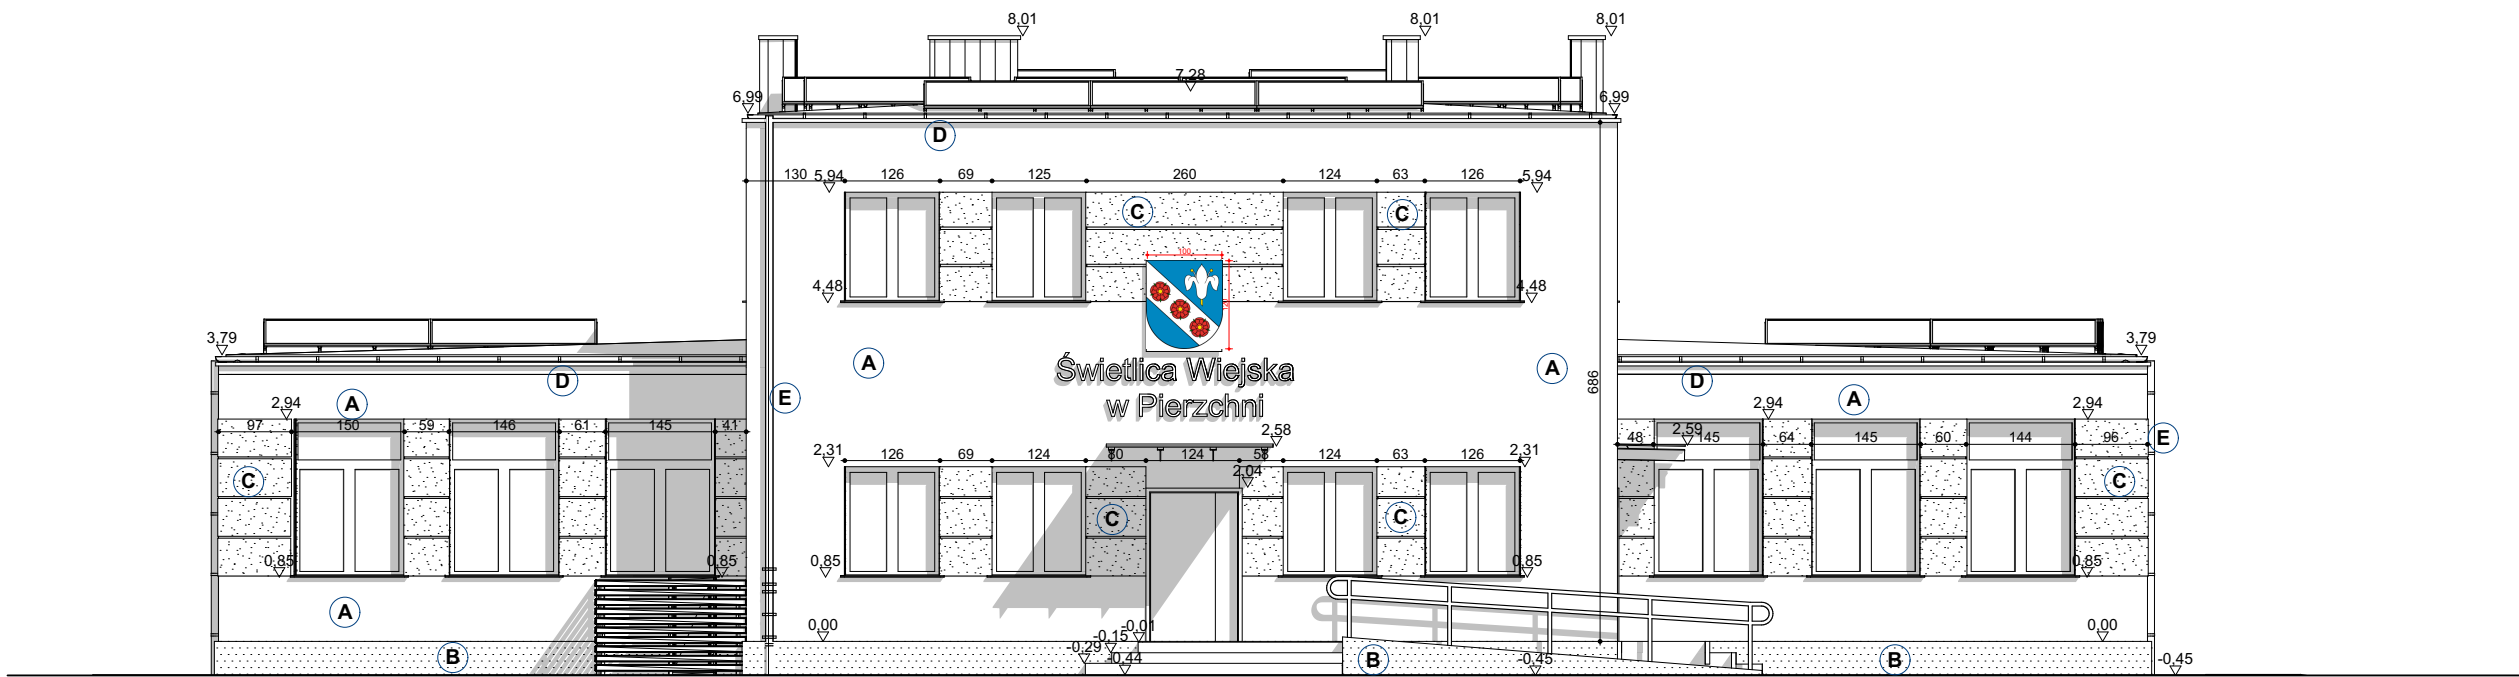 8,01 8,01 8,01
7,28
6,99 6,99
D
130 5,94 126 69 125 260 124 63 126 5,94
C C
100
4,48 4,48
3,79 3,79
A Świetlica Wiejska A
686
D D
w Pierzchni
E
A A
2,94 2,94 2,94
97 150 59 146 61 145 41
2,58
48 2,59 145 64 145 60 144 96 E
2,31 126 69 124 80 124 58 124 63 126 2,31
2,04
C C C C
0,85 0,85 0,85 0,85 0,85
A
0,00 -0,01 0,00
-0,15
-0,29
-0,44 -0,45 -0,45
B B B